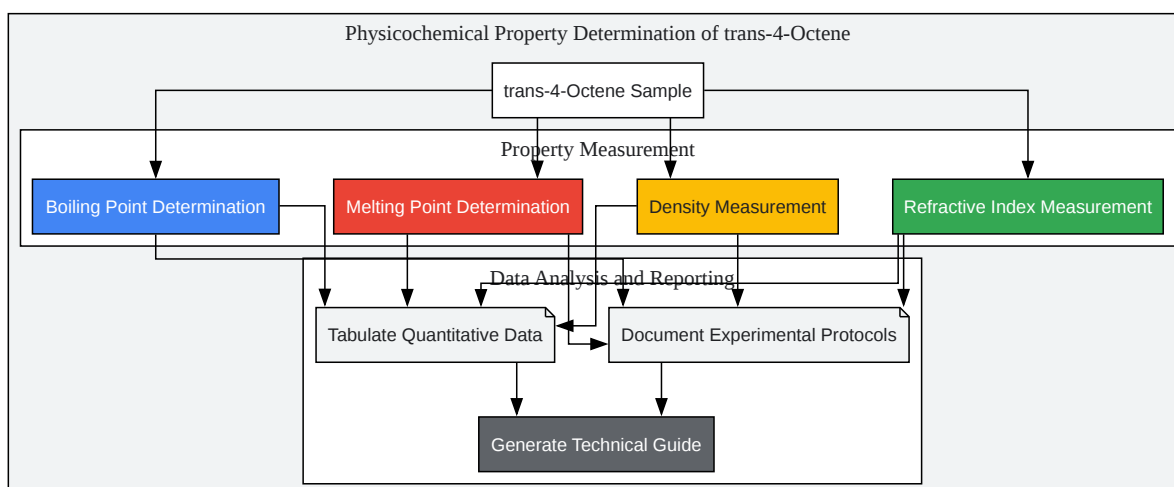 Physicochemical Property Determination of trans-4-Octene
trans-4-Octene Sample
Property Measurement
Boiling Point Determination
Melting Point Determination
Density Measurement
Refractive Index Measurement
Data Analysis and Reporting
Tabulate Quantitative Data
Document Experimental Protocols
Generate Technical Guide